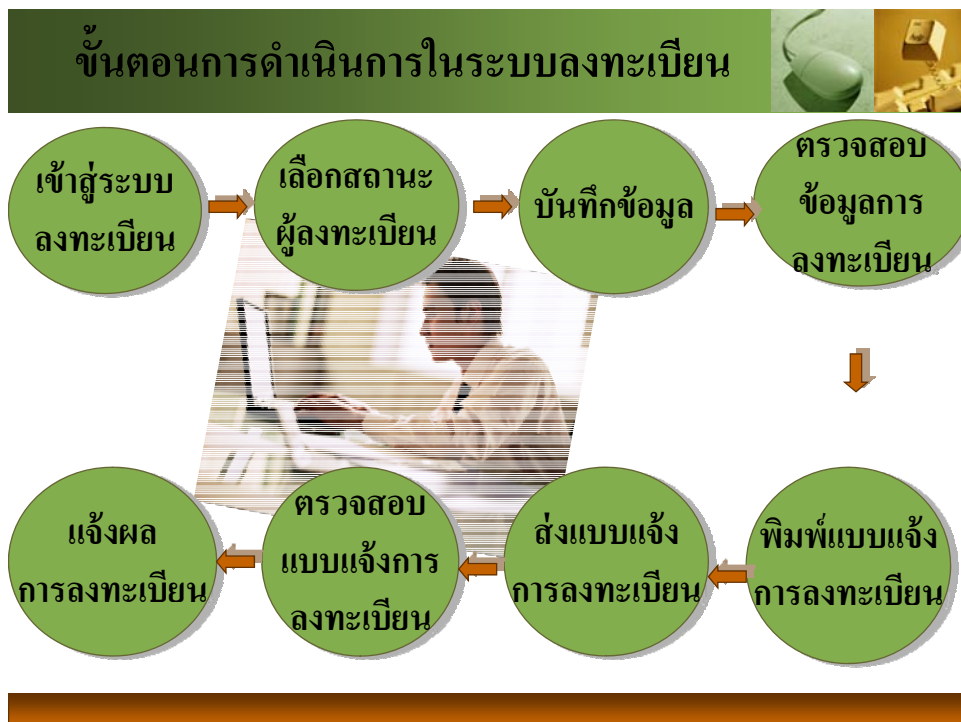 ขั้นตอนการดำเนินการในระบบลงทะเบียน
เข้าสู่ระบบ
ลงทะเบียน
เลือกสถานะ
ผู้ลงทะเบียน
บันทึกข้อมูล
ตรวจสอบ
ข้อมูลการ
ลงทะเบียน
พิมพ์แบบแจ้ง
การลงทะเบียน
ส่งแบบแจ้ง
การลงทะเบียน
ตรวจสอบ
แบบแจ้งการ
ลงทะเบียน
แจ้งผล
การลงทะเบียน